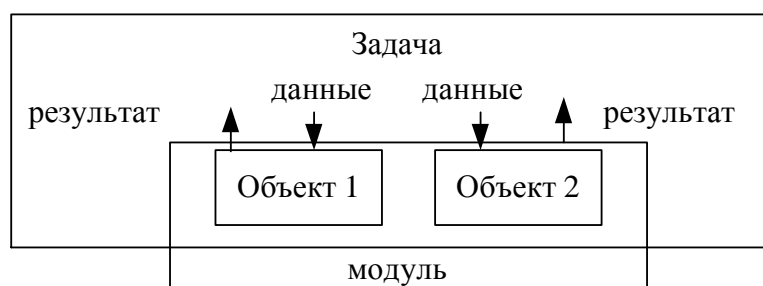 Задача
данные данные
результат результат
Объект 1 Объект 2
модуль